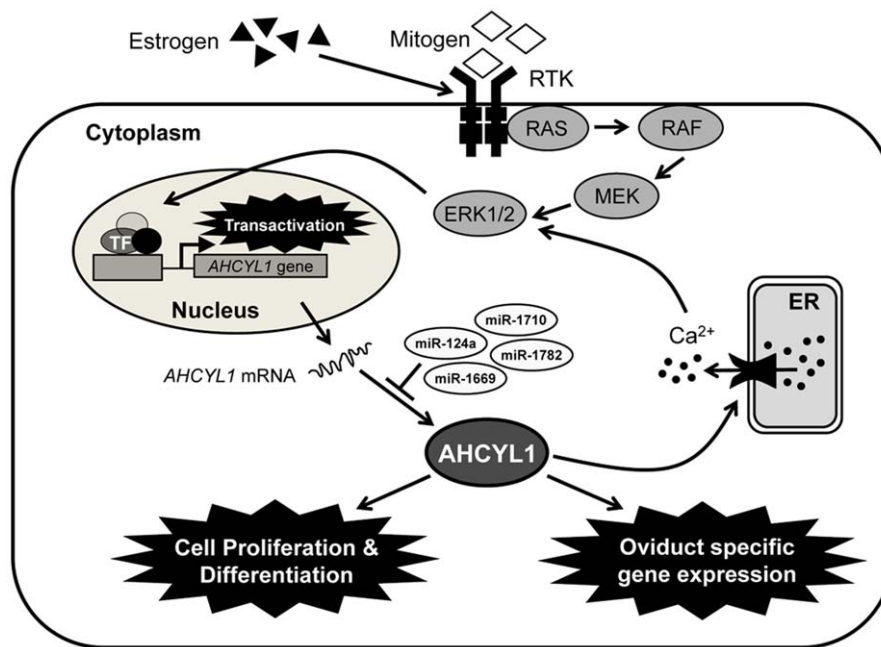 Estrogen
Mitogen
RTK
Cytoplasm
RAS
RAF
MEK
ERK1/2
Transactivation
TF
AHCYL1 gene
Nucleus
ER
Ca²⁺
miR-1710
miR-124a
miR-1782
miR-1669
AHCYL1 mRNA
AHCYL1
Cell Proliferation &
Differentiation
Oviduct specific
gene expression